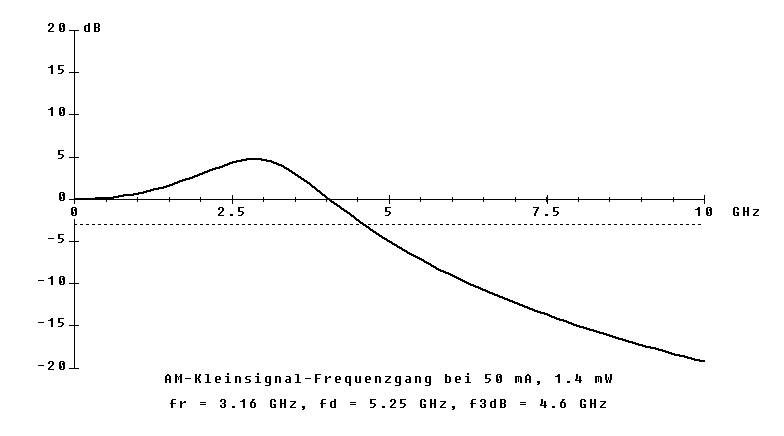 20 dB
15
10
5
0
0 2.5 5 7.5 10 GHz
-5
-10
-15
-20
AM-Kleinsignal-Frequenzgang bei 50 mA, 1.4 mW
fr = 3.16 GHz, fd = 5.25 GHz, f3dB = 4.6 GHz